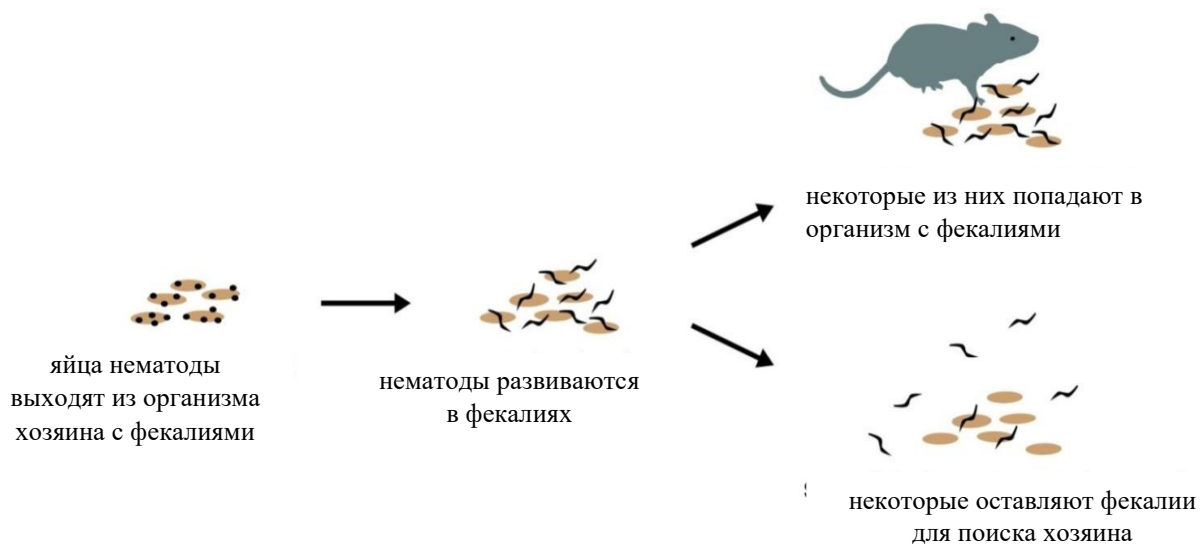 некоторые из них попадают в
организм с фекалиями
яйца нематоды
выходят из организма
хозяина с фекалиями
нематоды развиваются
в фекалиях
некоторые оставляют фекалии
для поиска хозяина